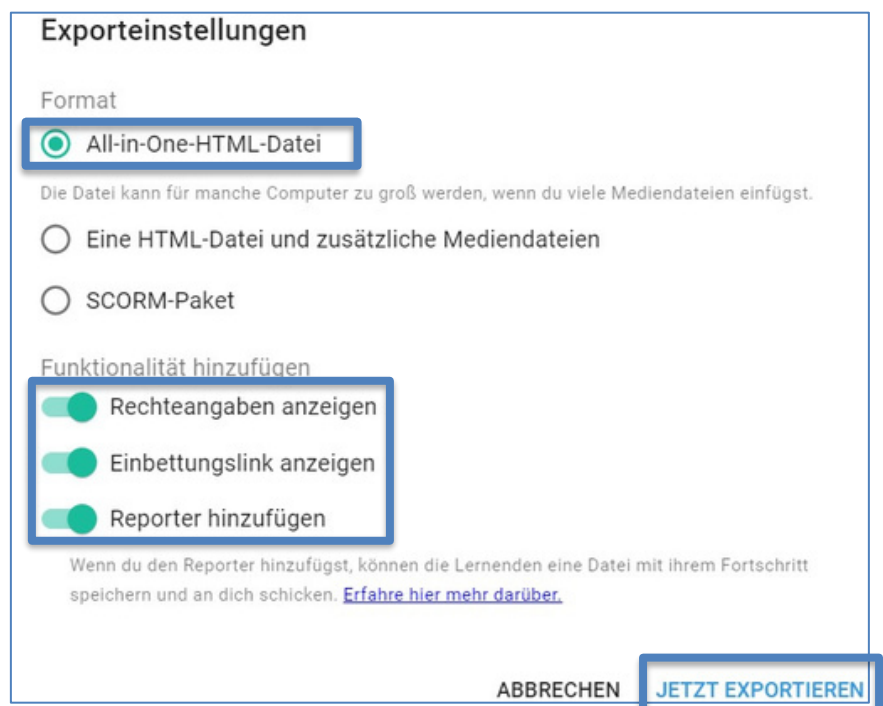 Exporteinstellungen
Format
All-in-One-HTML-Datei
Die Datei kann für manche Computer zu groß werden, wenn du viele Mediendateien einfügst.
Eine HTML-Datei und zusätzliche Mediendateien
SCORM-Paket
Funktionalität hinzufügen
Rechteangaben anzeigen
Einbettungslink anzeigen
Reporter hinzufügen
Wenn du den Reporter hinzufügst, können die Lernenden eine Datei mit ihrem Fortschritt
speichern und an dich schicken. Erfahre hier mehr darüber.
ABBRECHEN JETZT EXPORTIEREN